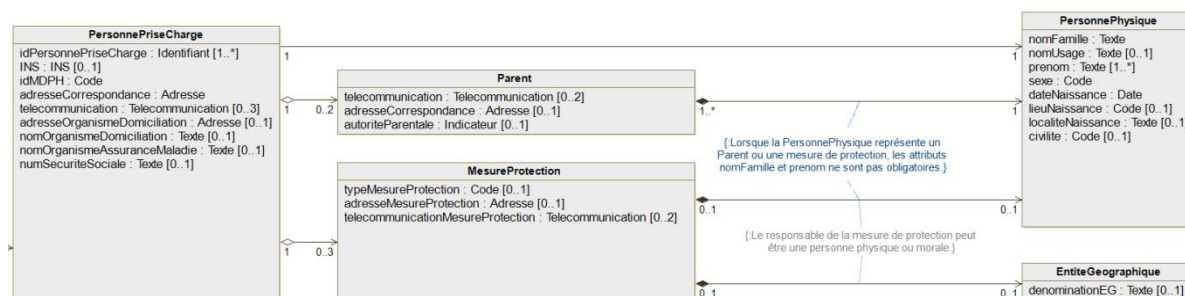 PersonnePriseCharge
idPersonnePriseCharge : Identifiant [1..*]
INS : INS [0..1]
idMDPH : Code
adresseCorrespondance : Adresse
telecommunication : Telecommunication [0..3]
adresseOrganismeDomiciliation : Adresse [0..1]
nomOrganismeDomiciliation : Texte [0..1]
nomOrganismeAssuranceMaladie : Texte [0..1]
numSecuriteSociale : Texte [0..1]
1
1
1
0..2
Parent
telecommunication : Telecommunication [0..2]
adresseCorrespondance : Adresse [0..1]
autoriteParentale : Indicateur [0..1]
1..*
1
{:Lorsque la PersonnePhysique représente un
Parent ou une mesure de protection, les attributs
nomFamille et prenom ne sont pas obligatoires.}
1
0..3
MesureProtection
typeMesureProtection : Code [0..1]
adresseMesureProtection : Adresse [0..1]
telecommunicationMesureProtection : Telecommunication [0..2]
0..1
0..1
{:Le responsable de la mesure de protection peut
être une personne physique ou morale.}
0..1
0..1
PersonnePhysique
nomFamille : Texte
nomUsage : Texte [0..1]
prenom : Texte [1..*]
sexe : Code
dateNaissance : Date
lieuNaissance : Code [0..1]
localiteNaissance : Texte [0..1
civilite : Code [0..1]
EntiteGeographique
denominationEG : Texte [0..1]